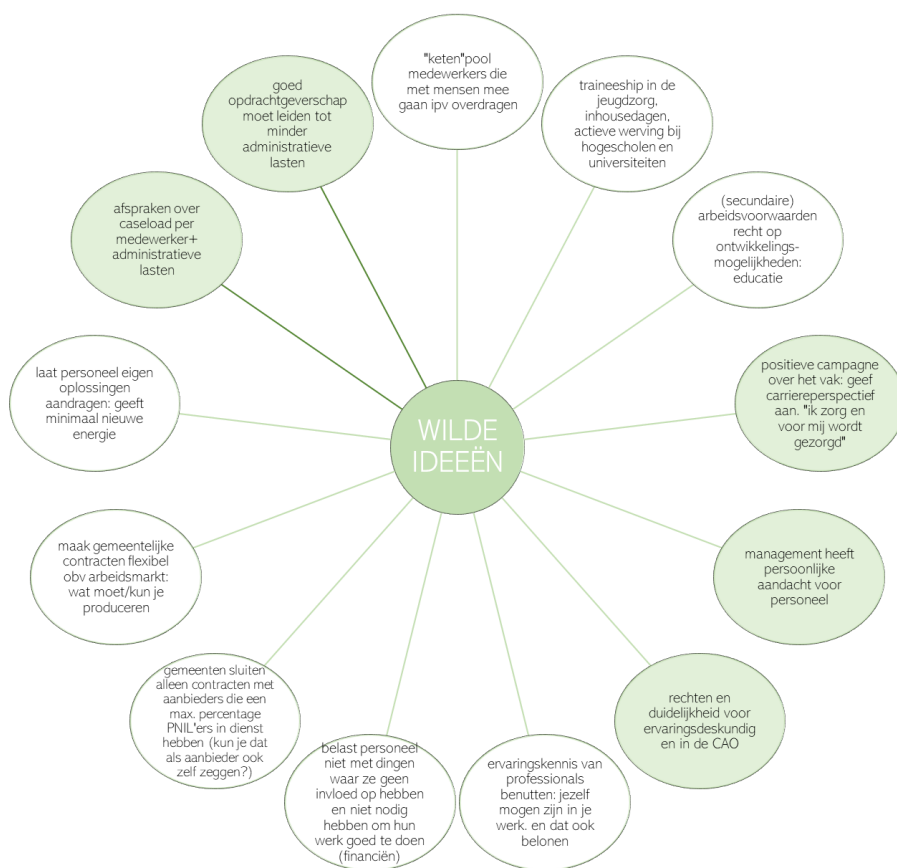 "keten"pool
medewerkers die
met mensen mee
gaan ipv overdragen
traineeship in de
jeugdzorg,
inhousedagen,
actieve werving bij
hogescholen en
universiteiten
(secundaire)
arbeidsvoorwaarden
recht op
ontwikkelings-
mogelijkheden:
educatie
positieve campagne
over het vak: geef
carriereperspectief
aan. "ik zorg en
voor mij wordt
gezorgd"
management heeft
persoonlijke
aandacht voor
personeel
rechten en
duidelijkheid voor
ervaringsdeskundig
en in de CAO
ervaringskennis van
professionals
benutten: jezelf
mogen zijn in je
werk. en dat ook
belonen
belast personeel
niet met dingen
waar ze geen
invloed op hebben
en niet nodig
hebben om hun
werk goed te doen
(financiën)
gemeenten sluiten
alleen contracten met
aanbieders die een
max. percentage
PNIL'ers in dienst
hebben (kun je dat
als aanbieder ook
zelf zeggen?)
maak gemeentelijke
contracten flexibel
obv arbeidsmarkt:
wat moet/kun je
produceren
laat personeel eigen
oplossingen
aandragen: geeft
minimaal nieuwe
energie
afspraken over
caseload per
medewerker+
administratieve
lasten
goed
opdrachtgeverschap
moet leiden tot
minder
administratieve
lasten
WILDE
IDEEËN